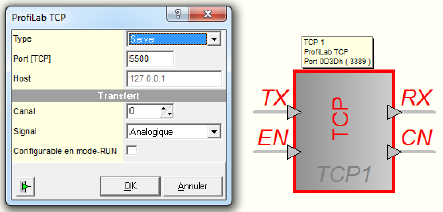 ProfiLab TCP
Type
Server
Port [TCP]
5500
Host
127.0.0.1
Transfert
Canal
0
Signal
Analogique
Configurable en mode-RUN
OK
Annuler
TCP 1
ProfiLab TCP
Port 0D3Dh ( 3389 )
TX
RX
EN
CN
TCP
TCP1